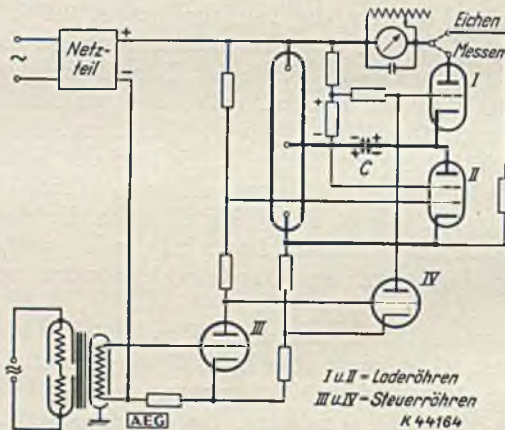 Netz-
teil
+
−
~
Eichen
Messen
I
+
−
− +
+ −
C
II
IV
III
≈
AEG
I u. II – Laderöhren
III u. IV – Steuerröhren
K 44164